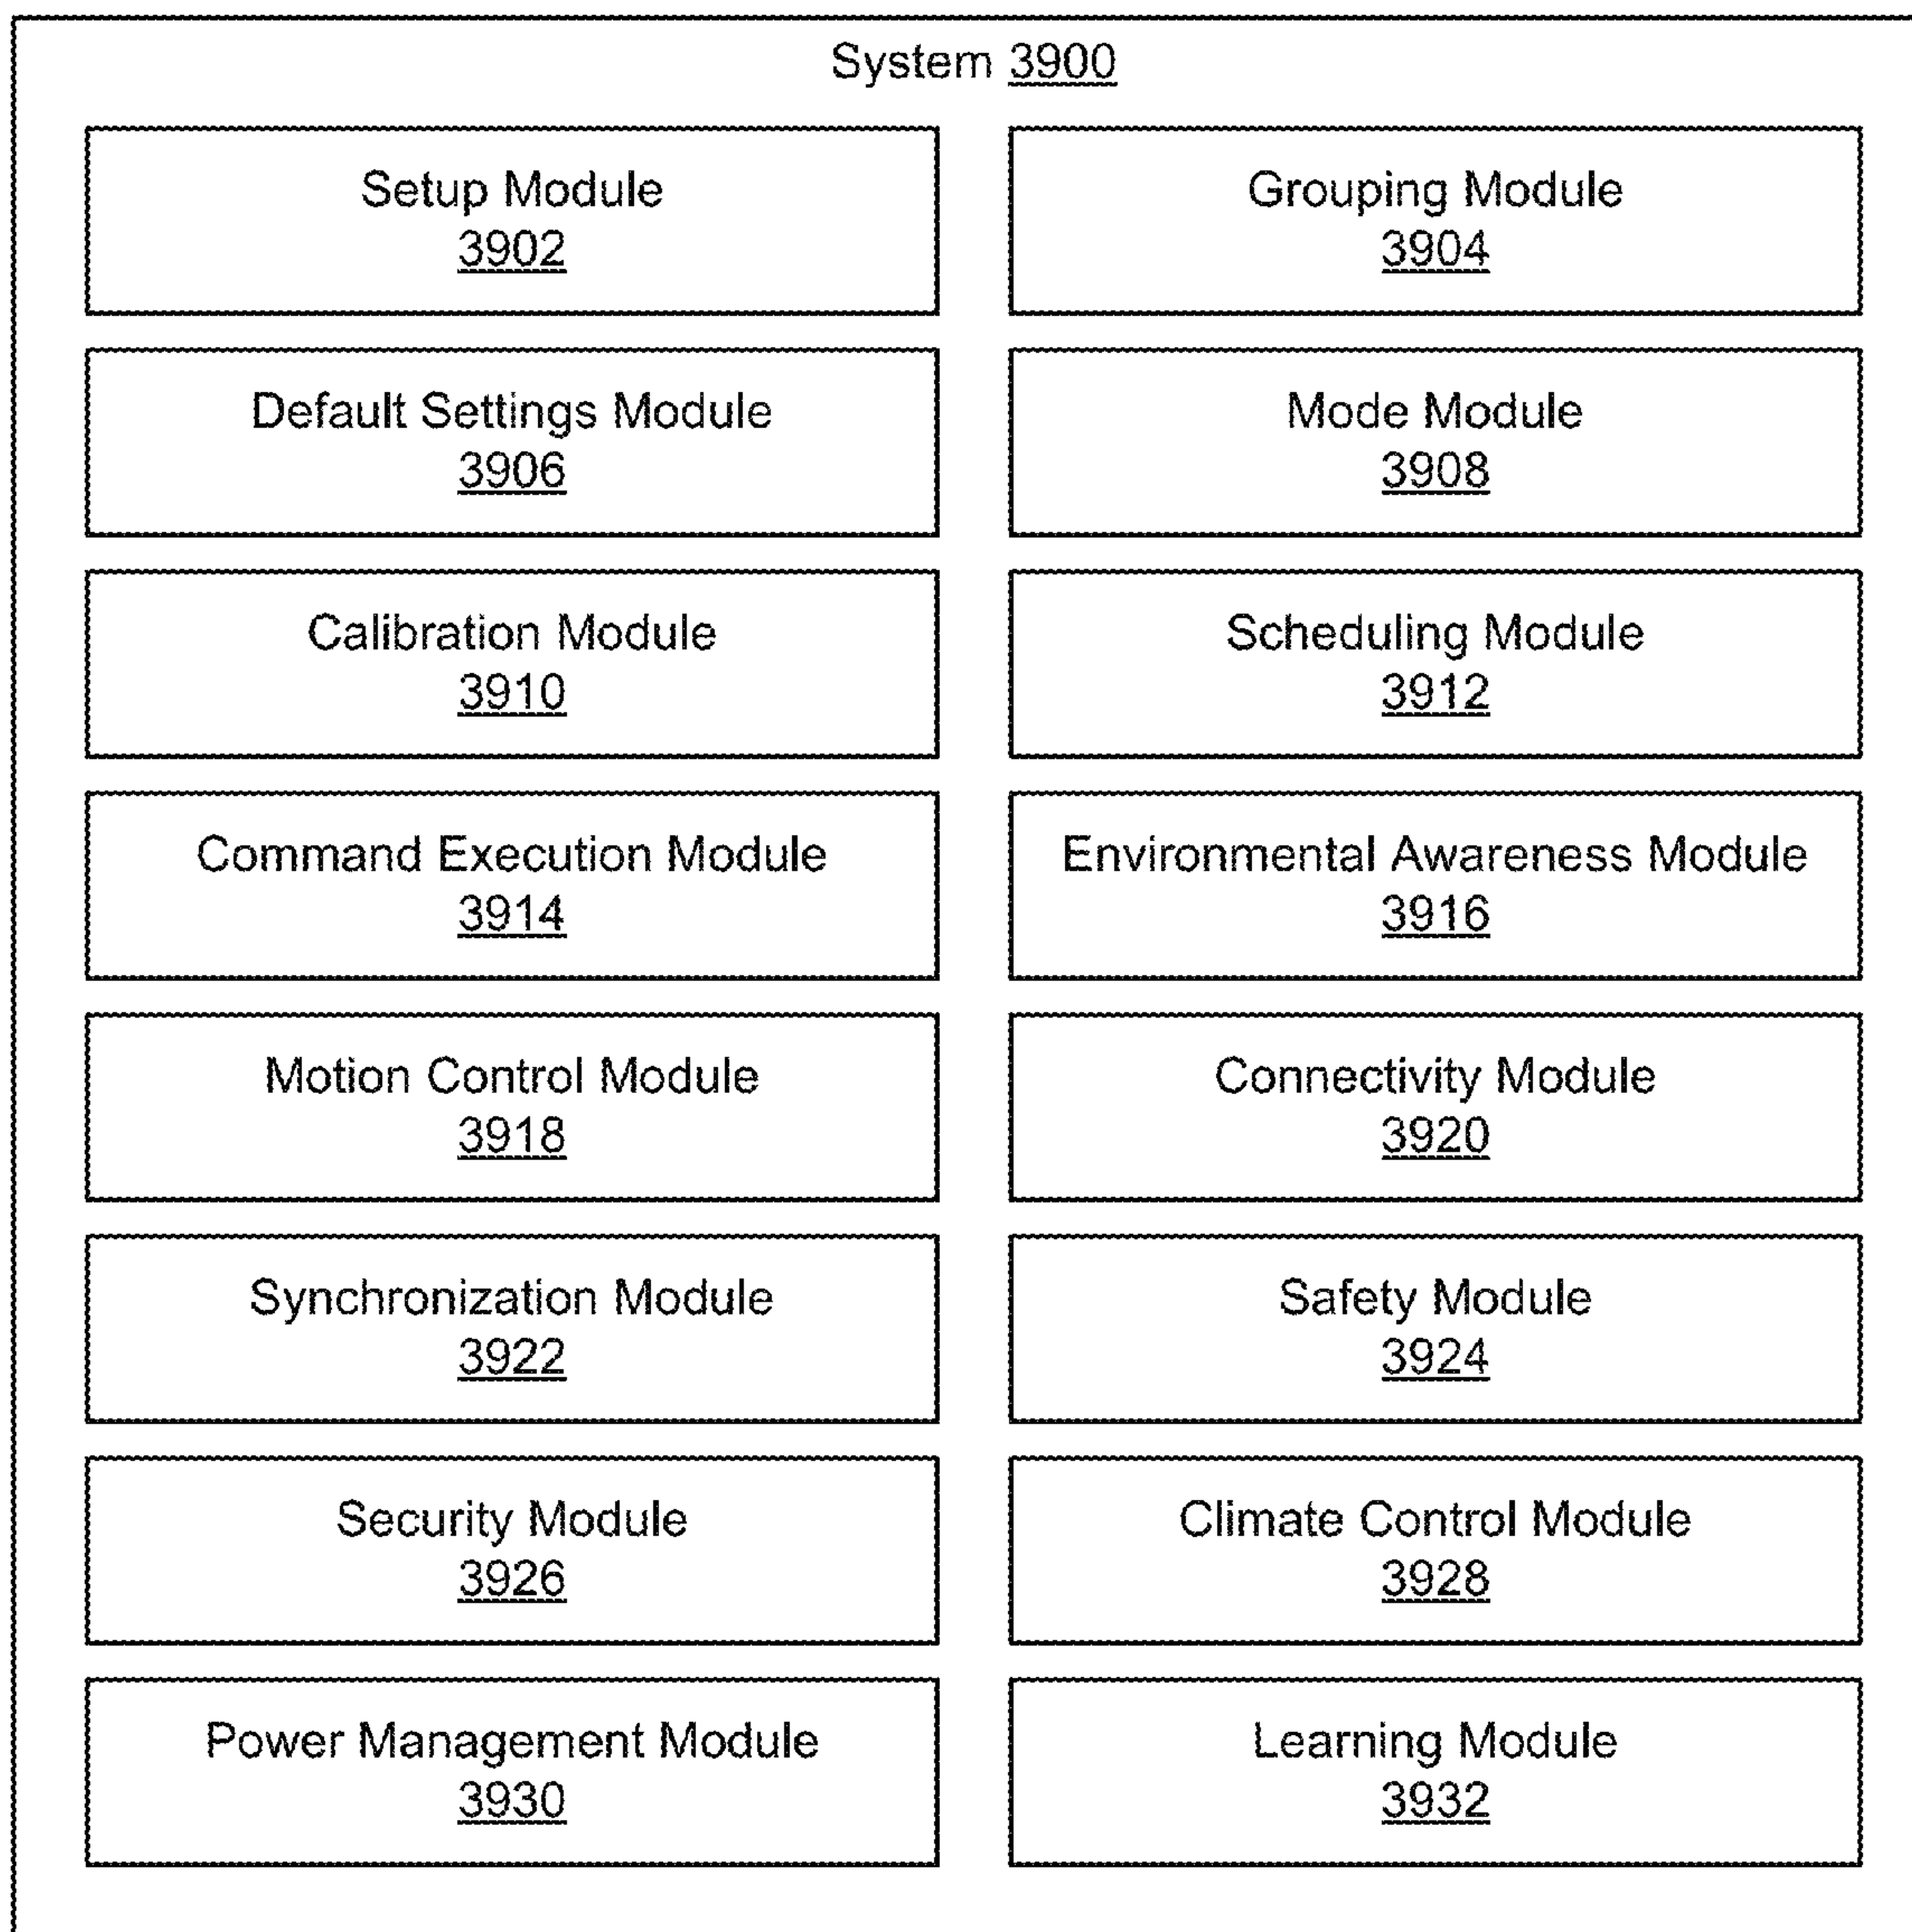 System 3900
Setup Module
3902
Grouping Module
3904
Default Settings Module
3906
Mode Module
3908
Calibration Module
3910
Scheduling Module
3912
Command Execution Module
3914
Environmental Awareness Module
3916
Motion Control Module
3918
Connectivity Module
3920
Synchronization Module
3922
Safety Module
3924
Security Module
3926
Climate Control Module
3928
Power Management Module
3930
Learning Module
3932